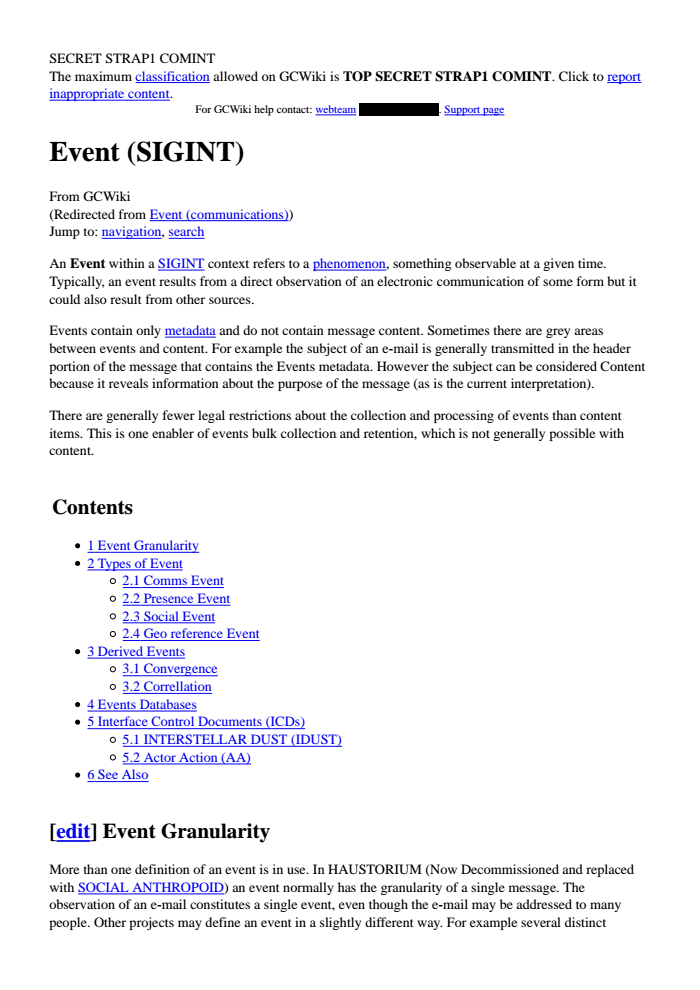 SECRET STRAP1 COMINT
The maximum classification allowed on GCWiki is TOP SECRET STRAP1 COMINT. Click to report
inappropriate content.
For GCWiki help contact: webteam . Support page
Event (SIGINT)
From GCWiki
(Redirected from Event (communications))
Jump to: navigation, search
An Event within a SIGINT context refers to a phenomenon, something observable at a given time.
Typically, an event results from a direct observation of an electronic communication of some form but it
could also result from other sources.
Events contain only metadata and do not contain message content. Sometimes there are grey areas
between events and content. For example the subject of an e-mail is generally transmitted in the header
portion of the message that contains the Events metadata. However the subject can be considered Content
because it reveals information about the purpose of the message (as is the current interpretation).
There are generally fewer legal restrictions about the collection and processing of events than content
items. This is one enabler of events bulk collection and retention, which is not generally possible with
content.
Contents
• 1 Event Granularity
• 2 Types of Event
○ 2.1 Comms Event
○ 2.2 Presence Event
○ 2.3 Social Event
○ 2.4 Geo reference Event
• 3 Derived Events
○ 3.1 Convergence
○ 3.2 Correllation
• 4 Events Databases
• 5 Interface Control Documents (ICDs)
○ 5.1 INTERSTELLAR DUST (IDUST)
○ 5.2 Actor Action (AA)
• 6 See Also
[edit] Event Granularity
More than one definition of an event is in use. In HAUSTORIUM (Now Decommissioned and replaced
with SOCIAL ANTHROPOID) an event normally has the granularity of a single message. The
observation of an e-mail constitutes a single event, even though the e-mail may be addressed to many
people. Other projects may define an event in a slightly different way. For example several distinct